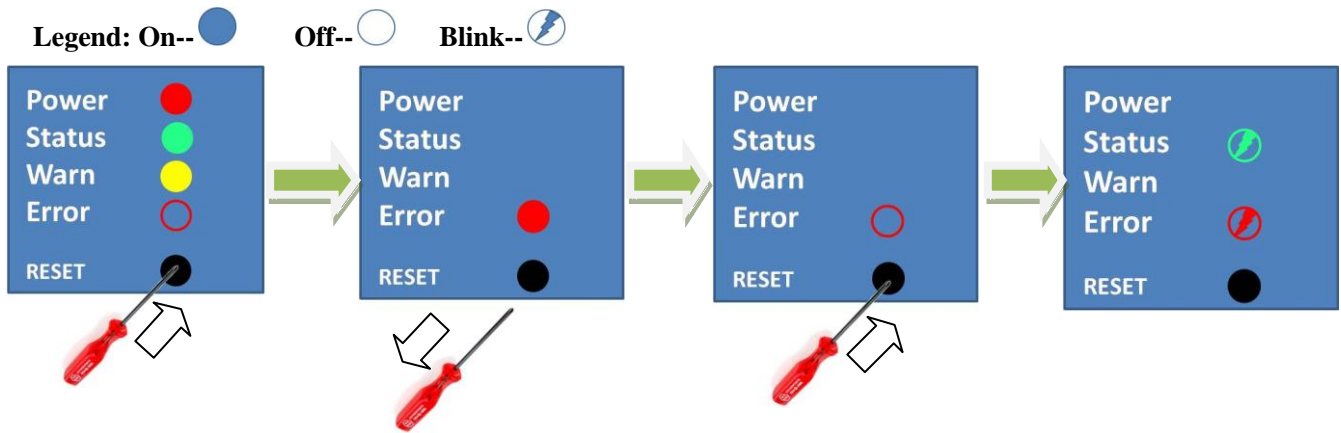 Legend: On-- Off-- Blink--
Power
Status
Warn
Error
RESET
Power
Status
Warn
Error
RESET
Power
Status
Warn
Error
RESET
Power
Status
Warn
Error
RESET